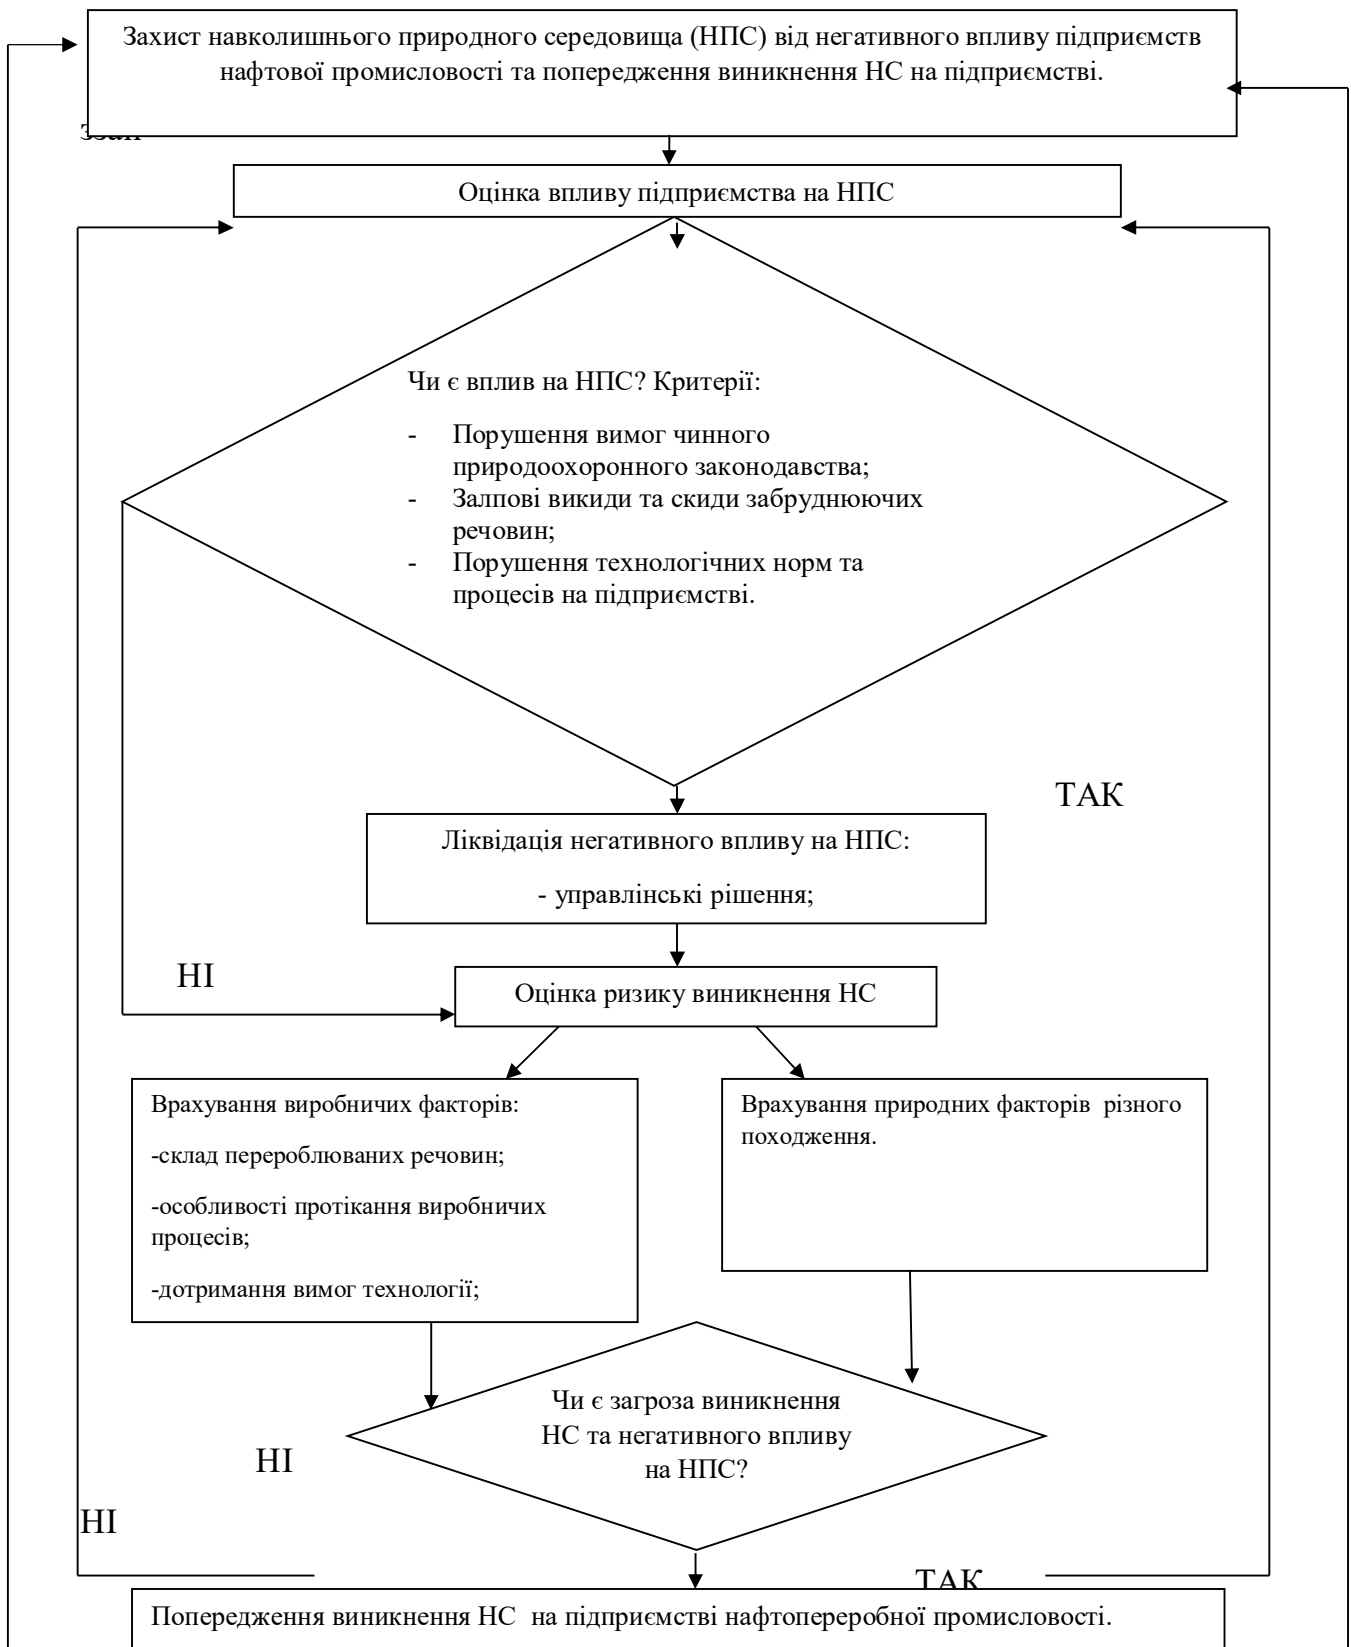 Захист навколишнього природного середовища (НПС) від негативного впливу підприємств
нафтової промисловості та попередження виникнення НС на підприємстві.
Оцінка впливу підприємства на НПС
Чи є вплив на НПС? Критерії:
- Порушення вимог чинного
природоохоронного законодавства;
- Залпові викиди та скиди забруднюючих
речовин;
- Порушення технологічних норм та
процесів на підприємстві.
ТАК
Ліквідація негативного впливу на НПС:
- управлінські рішення;
НІ
Оцінка ризику виникнення НС
Врахування виробничих факторів:
-склад перероблюваних речовин;
-особливості протікання виробничих
процесів;
-дотримання вимог технології;
Врахування природних факторів різного
походження.
Чи є загроза виникнення
НС та негативного впливу
на НПС?
НІ
НІ
ТАК
Попередження виникнення НС на підприємстві нафтопереробної промисловості.